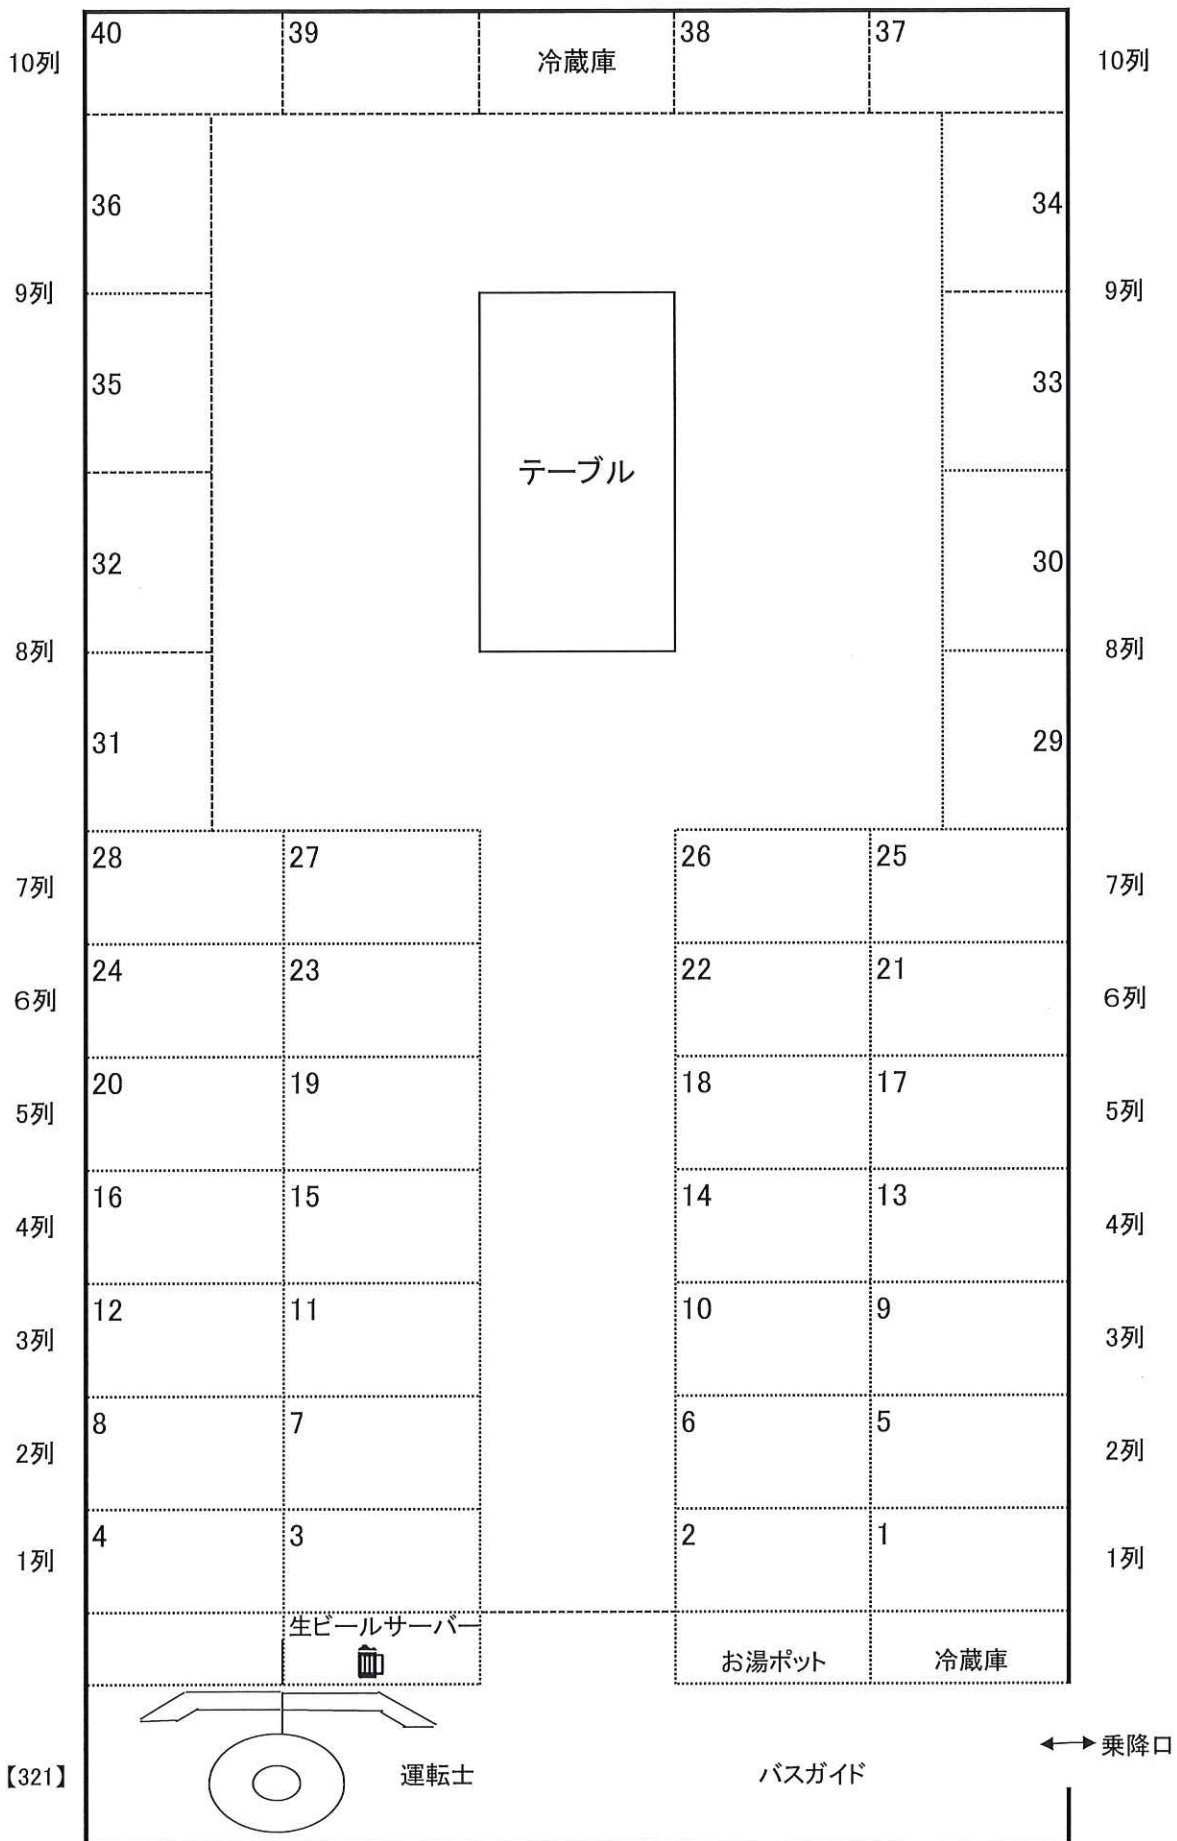 10列 40 39 冷蔵庫 38 37 10列
36 34
9列 9列
35 33
テーブル
32 30
8列 8列
31 29
7列 28 27 26 25 7列
6列 24 23 22 21 6列
5列 20 19 18 17 5列
4列 16 15 14 13 4列
3列 12 11 10 9 3列
2列 8 7 6 5 2列
1列 4 3 2 1 1列
生ビールサーバー
お湯ポット 冷蔵庫
乗降口
【321】 運転士 バスガイド